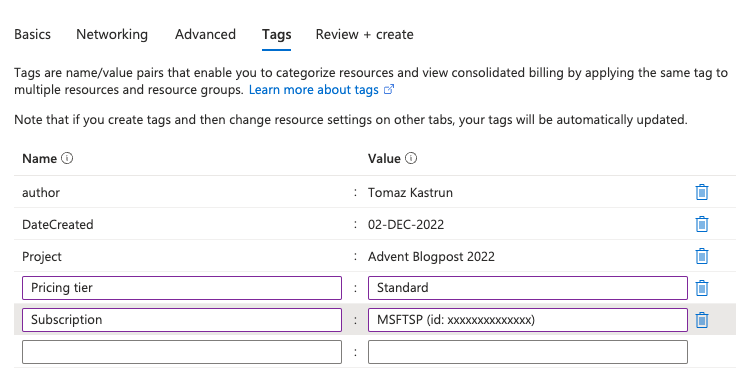 Basics Networking Advanced Tags Review + create
Tags are name/value pairs that enable you to categorize resources and view consolidated billing by applying the same tag to
multiple resources and resource groups. Learn more about tags
Note that if you create tags and then change resource settings on other tabs, your tags will be automatically updated.
Name Value
author : Tomaz Kastrun
DateCreated : 02-DEC-2022
Project : Advent Blogpost 2022
Pricing tier : Standard
Subscription : MSFTSP (id: xxxxxxxxxxxxxx)
: